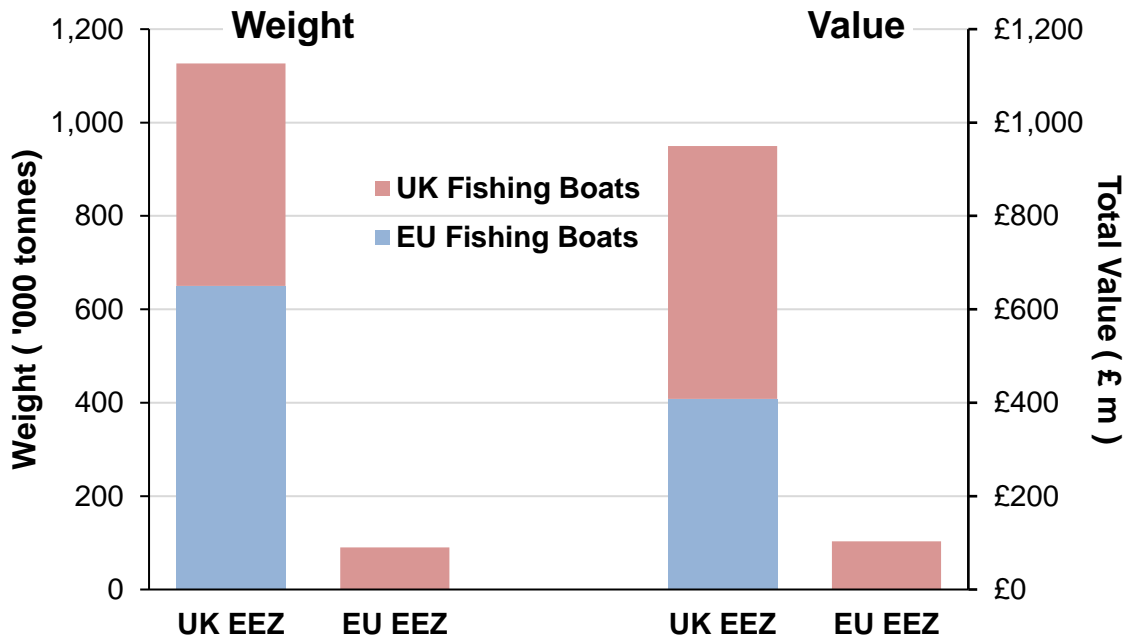 Weight Value
1,200
1,000
800
600
400
200
0
Weight ( '000 tonnes)
UK Fishing Boats
EU Fishing Boats
£1,200
£1,000
£800
£600
£400
£200
£0
Total Value ( £ m )
UK EEZ EU EEZ UK EEZ EU EEZ